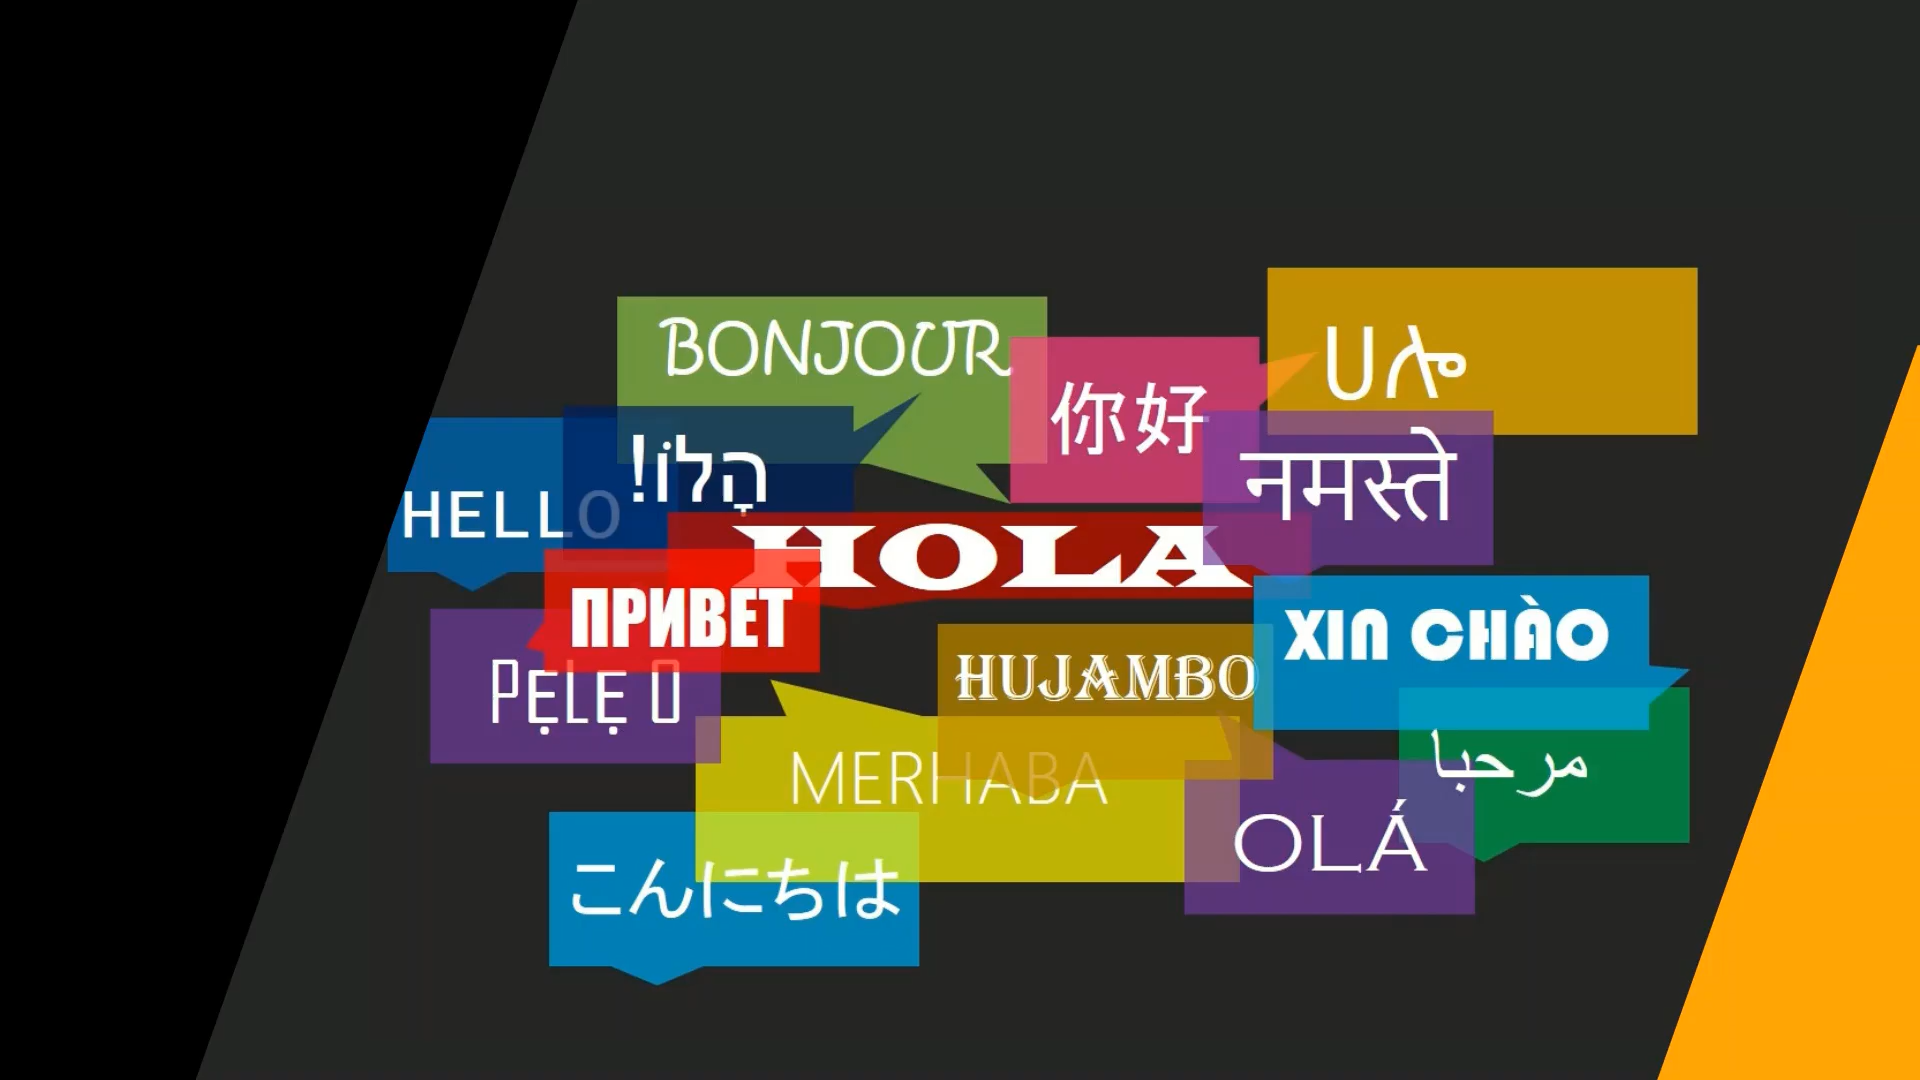 BONJOUR
ሀሎ
你好
नमस्ते
הָלוֹ!
HELLO
HOLA
ПРИВЕТ
XIN CHÀO
HUJAMBO
PẸLẸ O
مرحبا
MERHABA
OLÁ
こんにちは